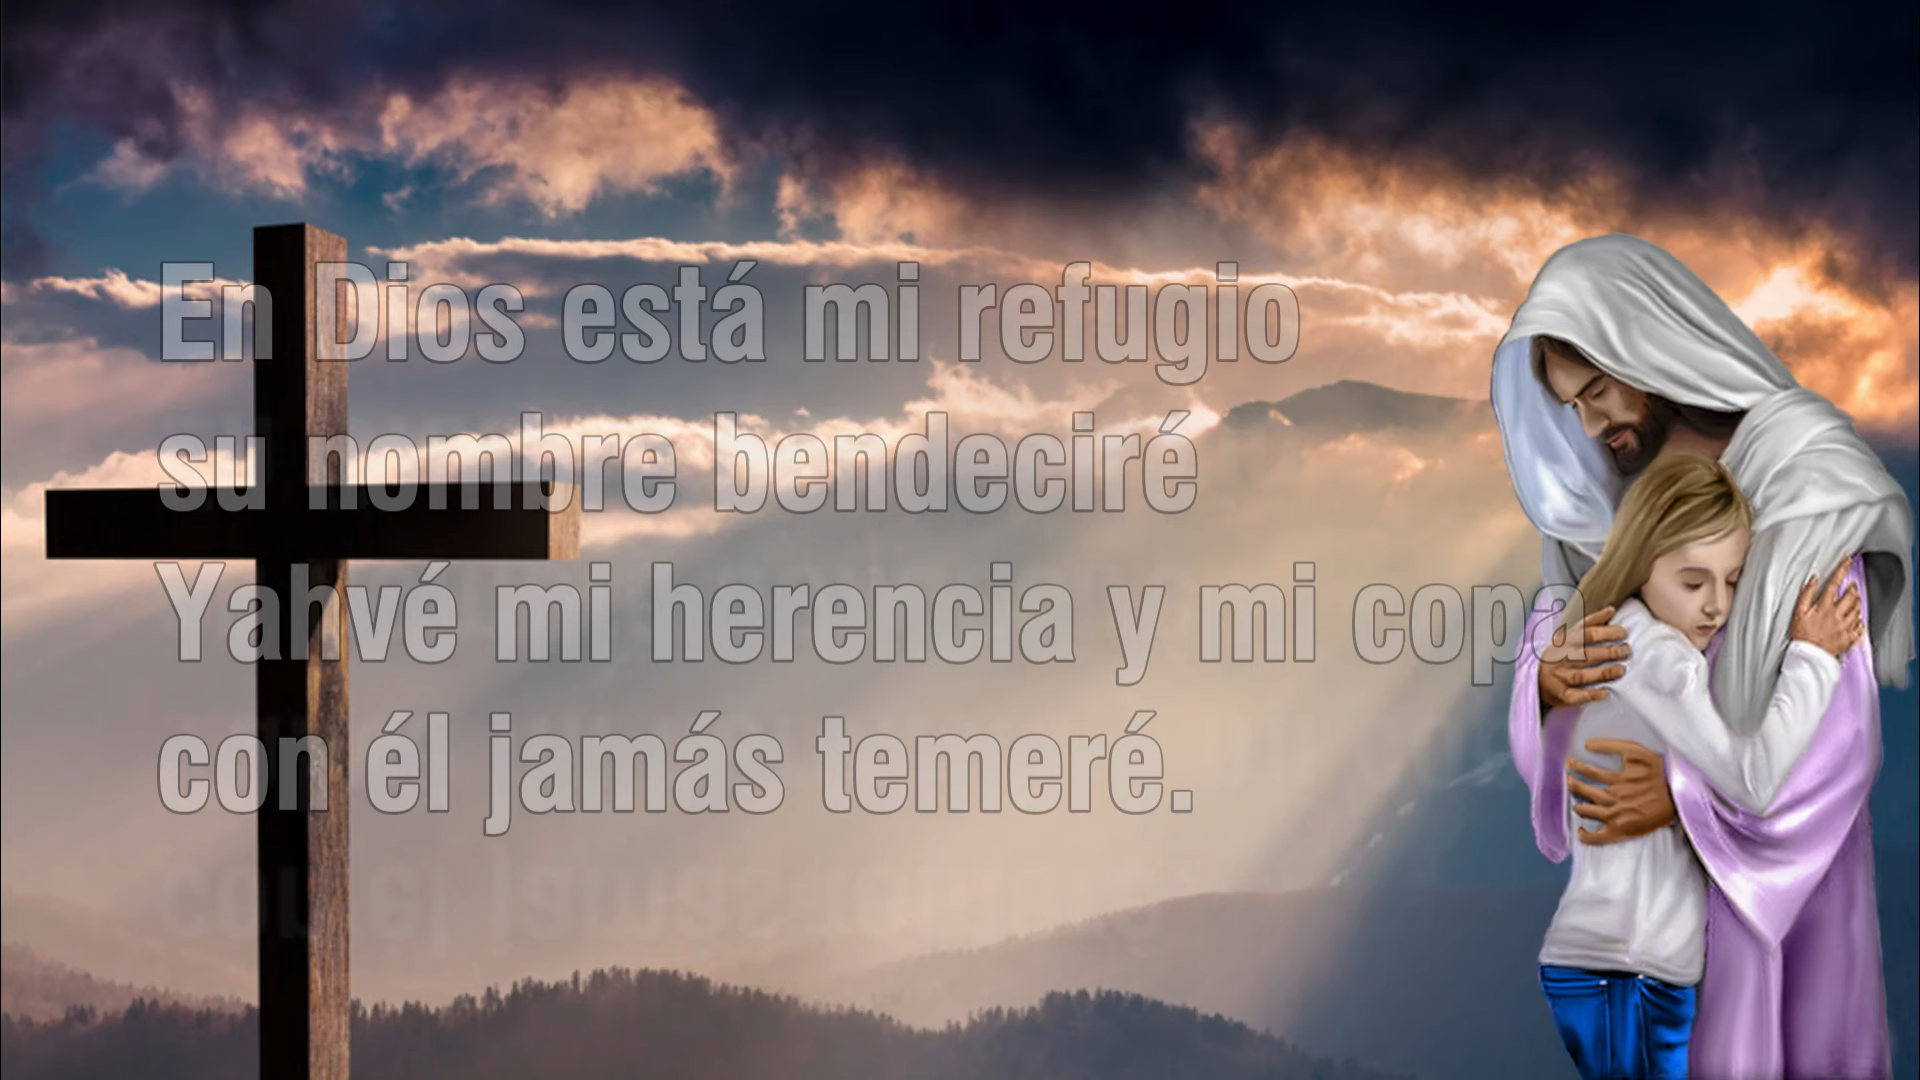 En Dios está mi refugio
su nombre bendeciré
Yahvé mi herencia y mi copa
con él jamás temeré.